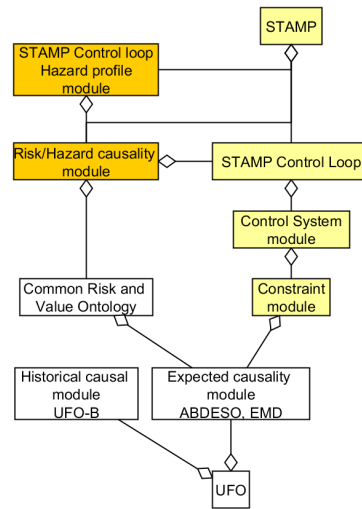 STAMP
STAMP Control loop
Hazard profile
module
Risk/Hazard causality
module
STAMP Control Loop
Control System
module
Common Risk and
Value Ontology
Constraint
module
Historical causal
module
UFO-B
Expected causality
module
ABDESO, EMD
UFO